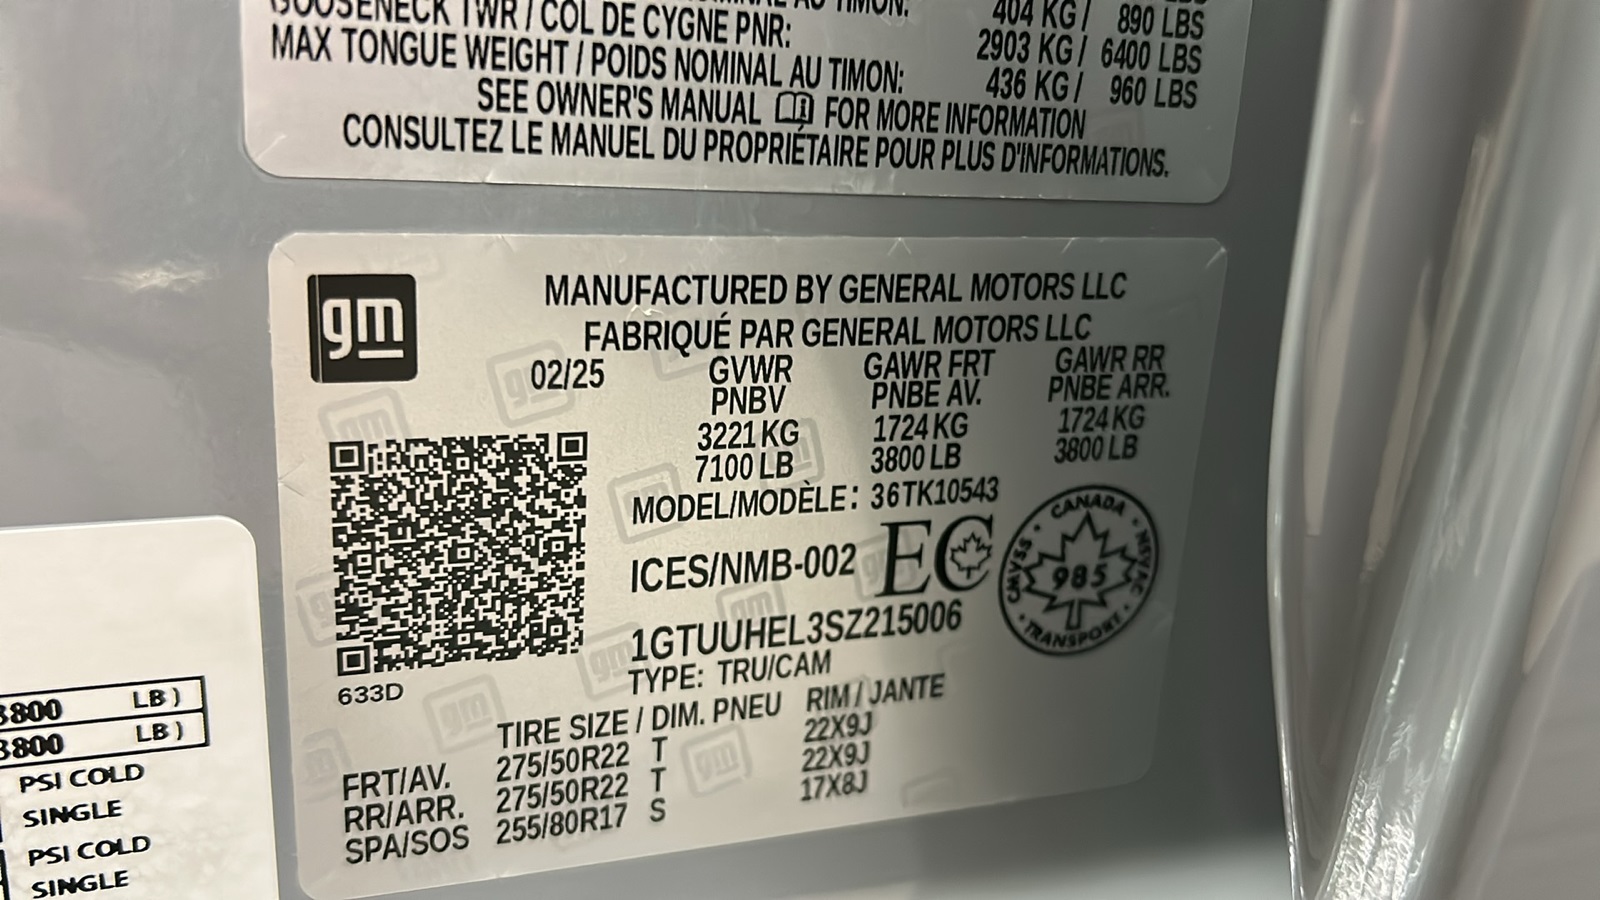 404 KG / 890 LBS
GOOSENECK TWR / COL DE CYGNE PNR: 2903 KG / 6400 LBS
MAX TONGUE WEIGHT / POIDS NOMINAL AU TIMON: 436 KG / 960 LBS
SEE OWNER'S MANUAL FOR MORE INFORMATION
CONSULTEZ LE MANUEL DU PROPRIÉTAIRE POUR PLUS D'INFORMATIONS.
gm
MANUFACTURED BY GENERAL MOTORS LLC
FABRIQUÉ PAR GENERAL MOTORS LLC
02/25 GVWR GAWR FRT GAWR RR
PNBV PNBE AV. PNBE ARR.
3221 KG 1724 KG 1724 KG
7100 LB 3800 LB 3800 LB
MODEL/MODÈLE: 36TK10543
ICES/NMB-002 EC
CANADA CMVSS NSVAC TRANSPORT 985
1GTUUHEL3SZ215006
TYPE: TRU/CAM
633D
TIRE SIZE / DIM. PNEU RIM / JANTE
FRT/AV. 275/50R22 T 22X9J
RR/ARR. 275/50R22 T 22X9J
SPA/SOS 255/80R17 S 17X8J
3800 LB)
3800 LB)
PSI COLD
SINGLE
PSI COLD
SINGLE